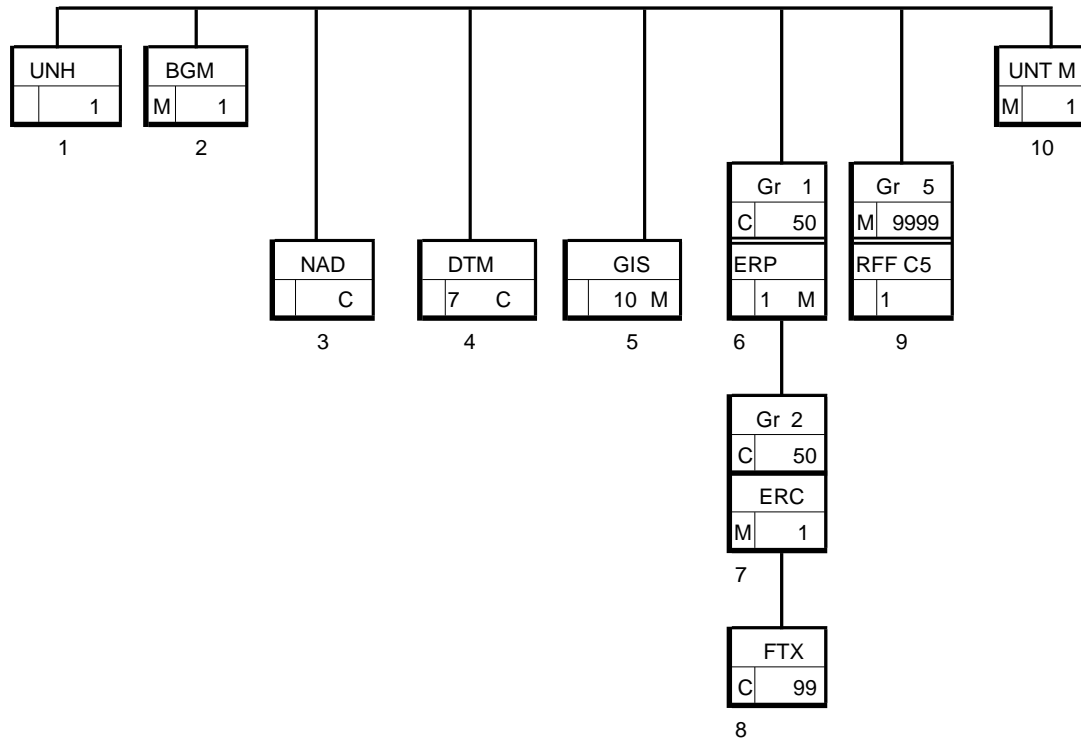 UNH
1
1
BGM
M 1
2
UNT M
M 1
10
Gr 1
C 50
ERP
1 M
6
Gr 5
M 9999
RFF C5
1
9
NAD
C
3
DTM
7 C
4
GIS
10 M
5
Gr 2
C 50
ERC
M 1
7
FTX
C 99
8